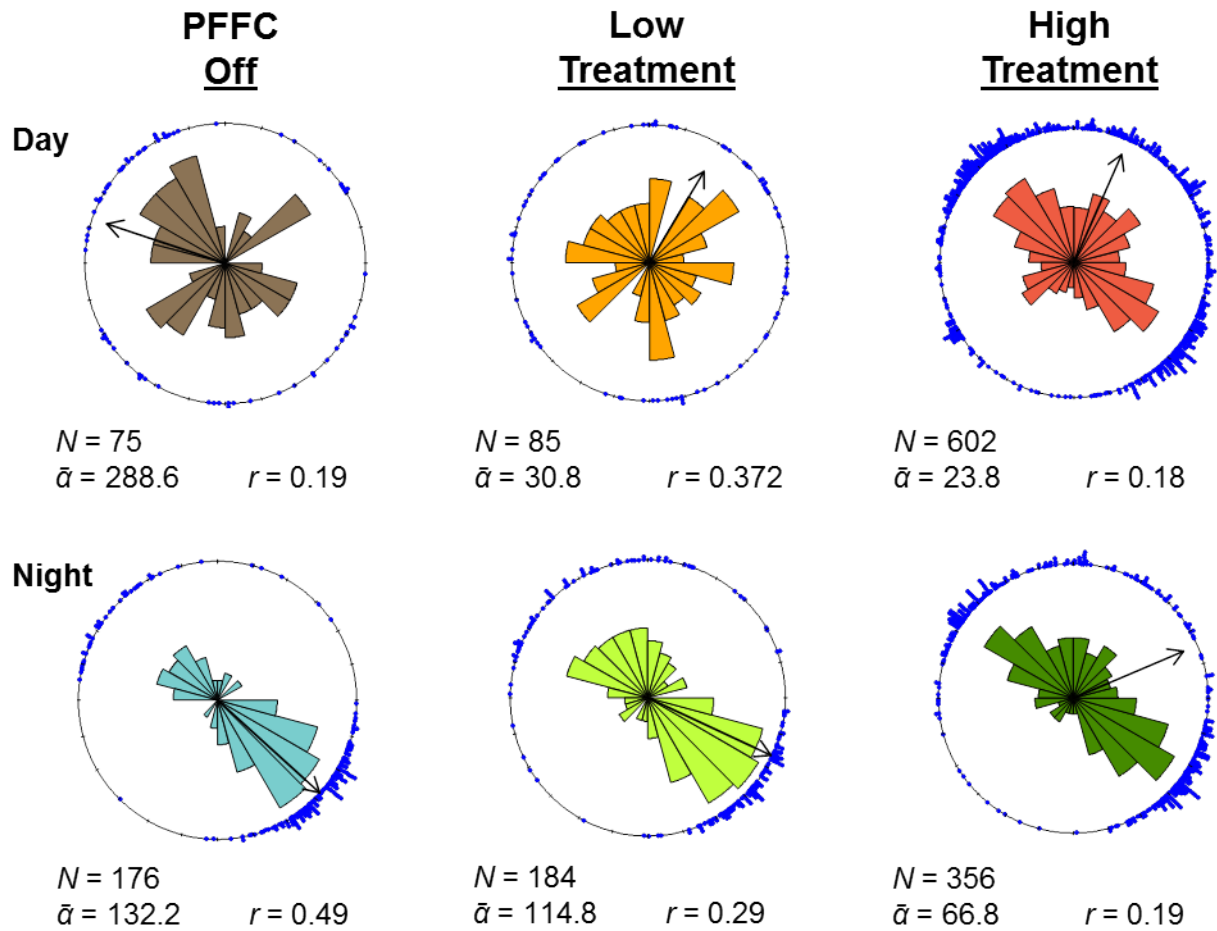 PFFC Off
Low Treatment
High Treatment
Day
N = 75
ᾱ = 288.6 r = 0.19
N = 85
ᾱ = 30.8 r = 0.372
N = 602
ᾱ = 23.8 r = 0.18
Night
N = 176
ᾱ = 132.2 r = 0.49
N = 184
ᾱ = 114.8 r = 0.29
N = 356
ᾱ = 66.8 r = 0.19